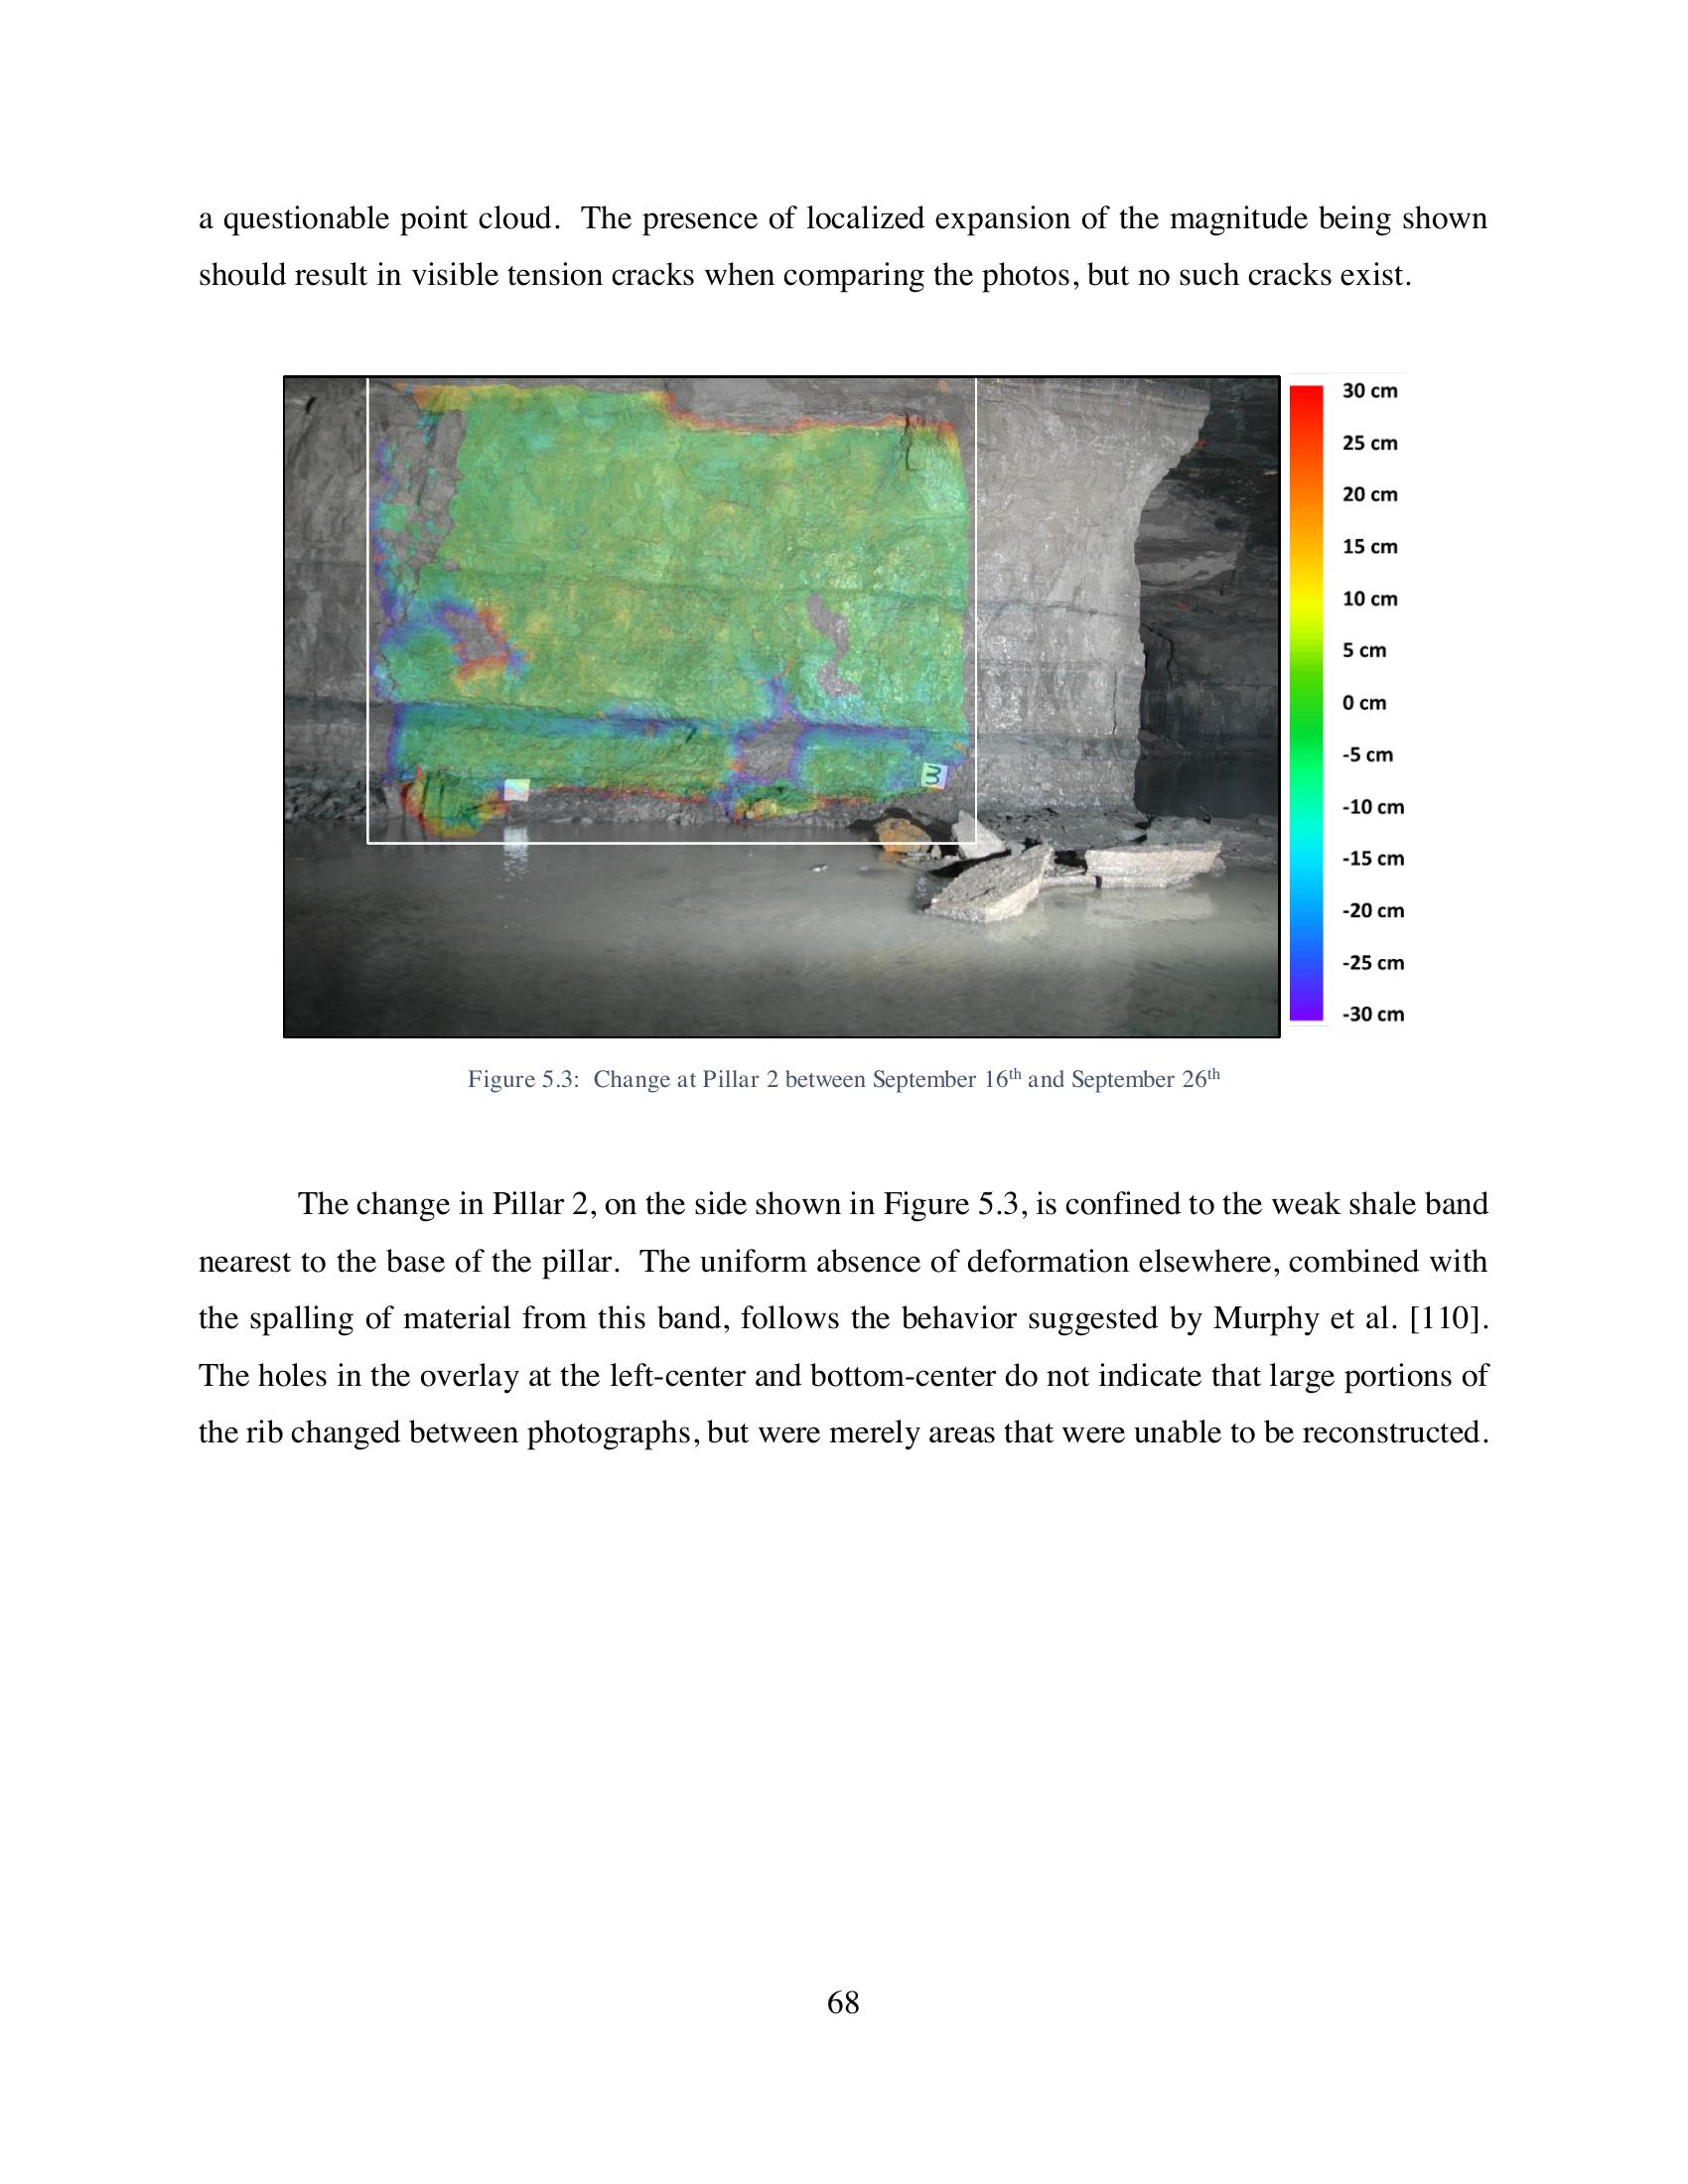 a questionable point cloud.  The presence of localized expansion of the magnitude being shown
should result in visible tension cracks when comparing the photos, but no such cracks exist.
30 cm
25 cm
20 cm
15 cm
10 cm
5 cm
0 cm
-5 cm
-10 cm
-15 cm
-20 cm
-25 cm
-30 cm
3
Figure 5.3:  Change at Pillar 2 between September 16th and September 26th
The change in Pillar 2, on the side shown in Figure 5.3, is confined to the weak shale band
nearest to the base of the pillar.  The uniform absence of deformation elsewhere, combined with
the spalling of material from this band, follows the behavior suggested by Murphy et al. [110].
The holes in the overlay at the left-center and bottom-center do not indicate that large portions of
the rib changed between photographs, but were merely areas that were unable to be reconstructed.
68